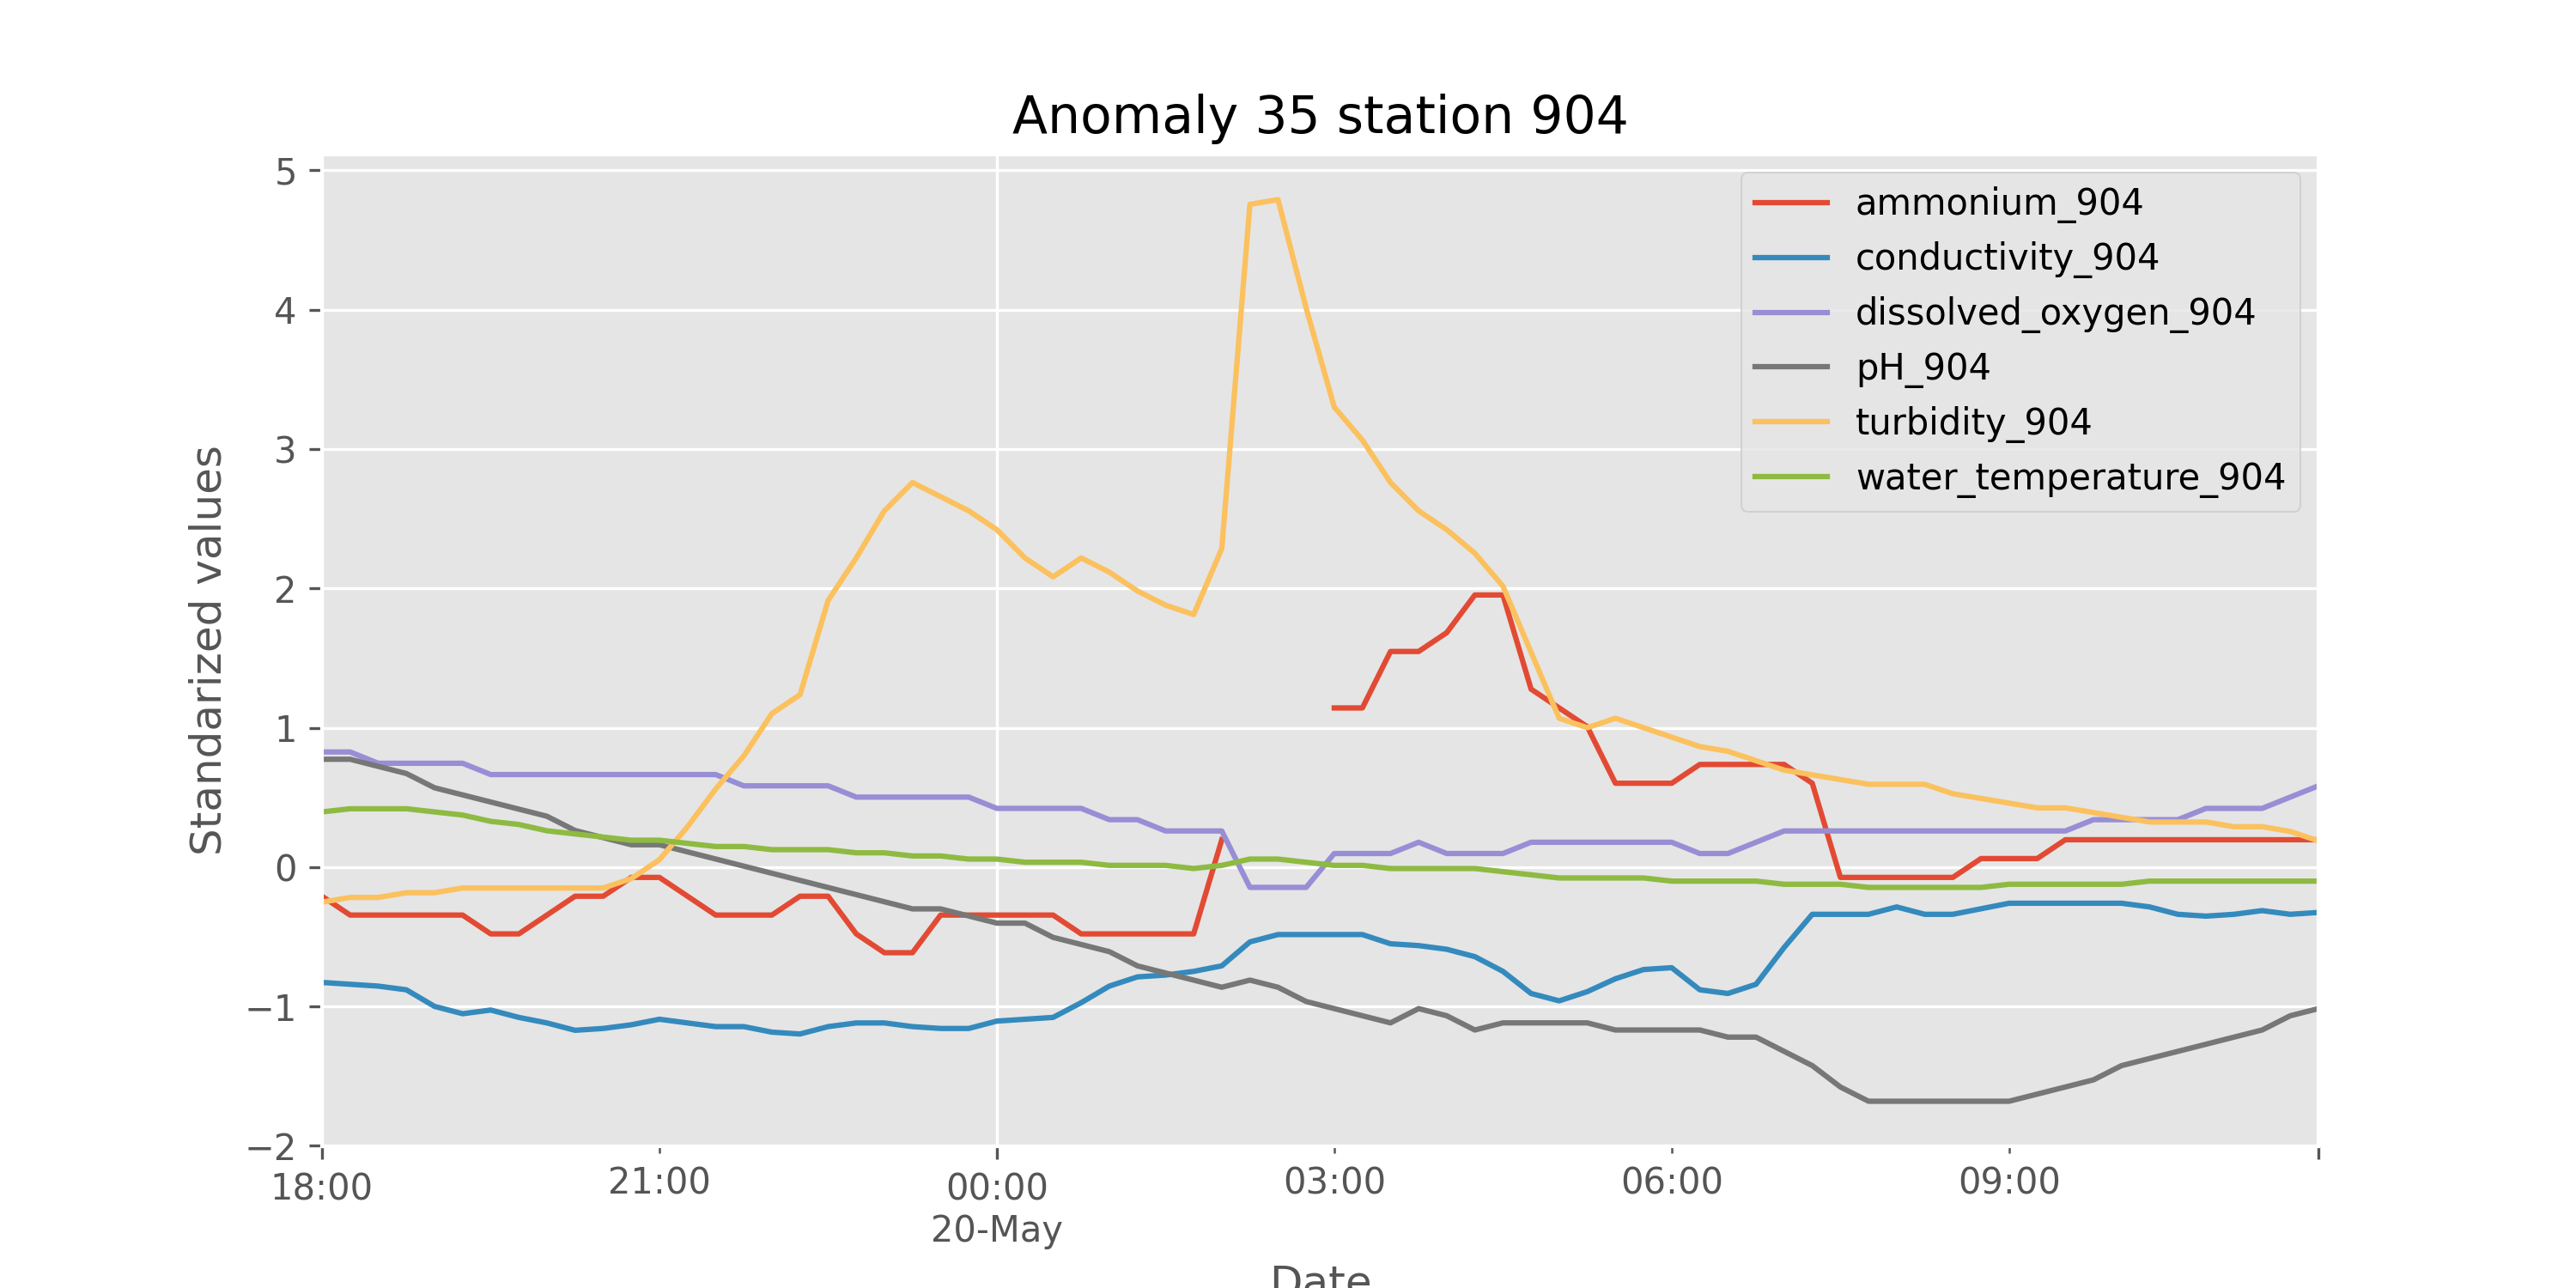 Anomaly 35 station 904
5
4
3
2
1
0
−1
−2
Standarized values
ammonium_904
conductivity_904
dissolved_oxygen_904
pH_904
turbidity_904
water_temperature_904
18:00
21:00
00:00
03:00
06:00
09:00
20-May
Date